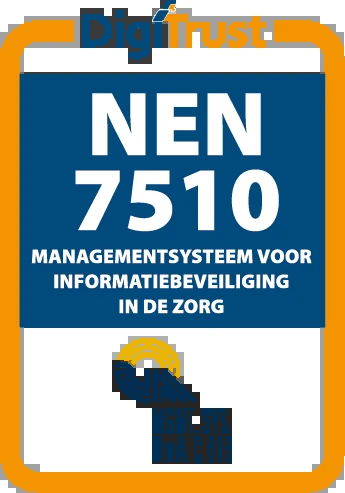 DigiTrust
NEN
7510
MANAGEMENTSYSTEEM VOOR
INFORMATIEBEVEILIGING
IN DE ZORG